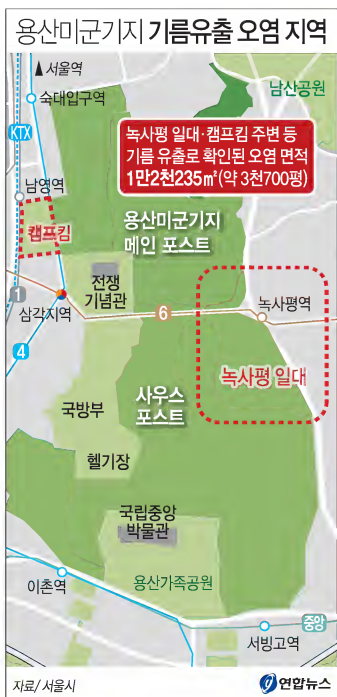 용산미군기지 기름유출 오염 지역
▲서울역
숙대입구역
남산공원
KTX
녹사평 일대·캠프킴 주변 등
기름 유출로 확인된 오염 면적
1만2천235㎡(약 3천700평)
남영역
캠프킴
용산미군기지
메인 포스트
전쟁
기념관
1
6
녹사평역
삼각지역
4
녹사평 일대
사우스
포스트
국방부
헬기장
국립중앙
박물관
이촌역
용산가족공원
중앙
서빙고역
자료/서울시
연합뉴스